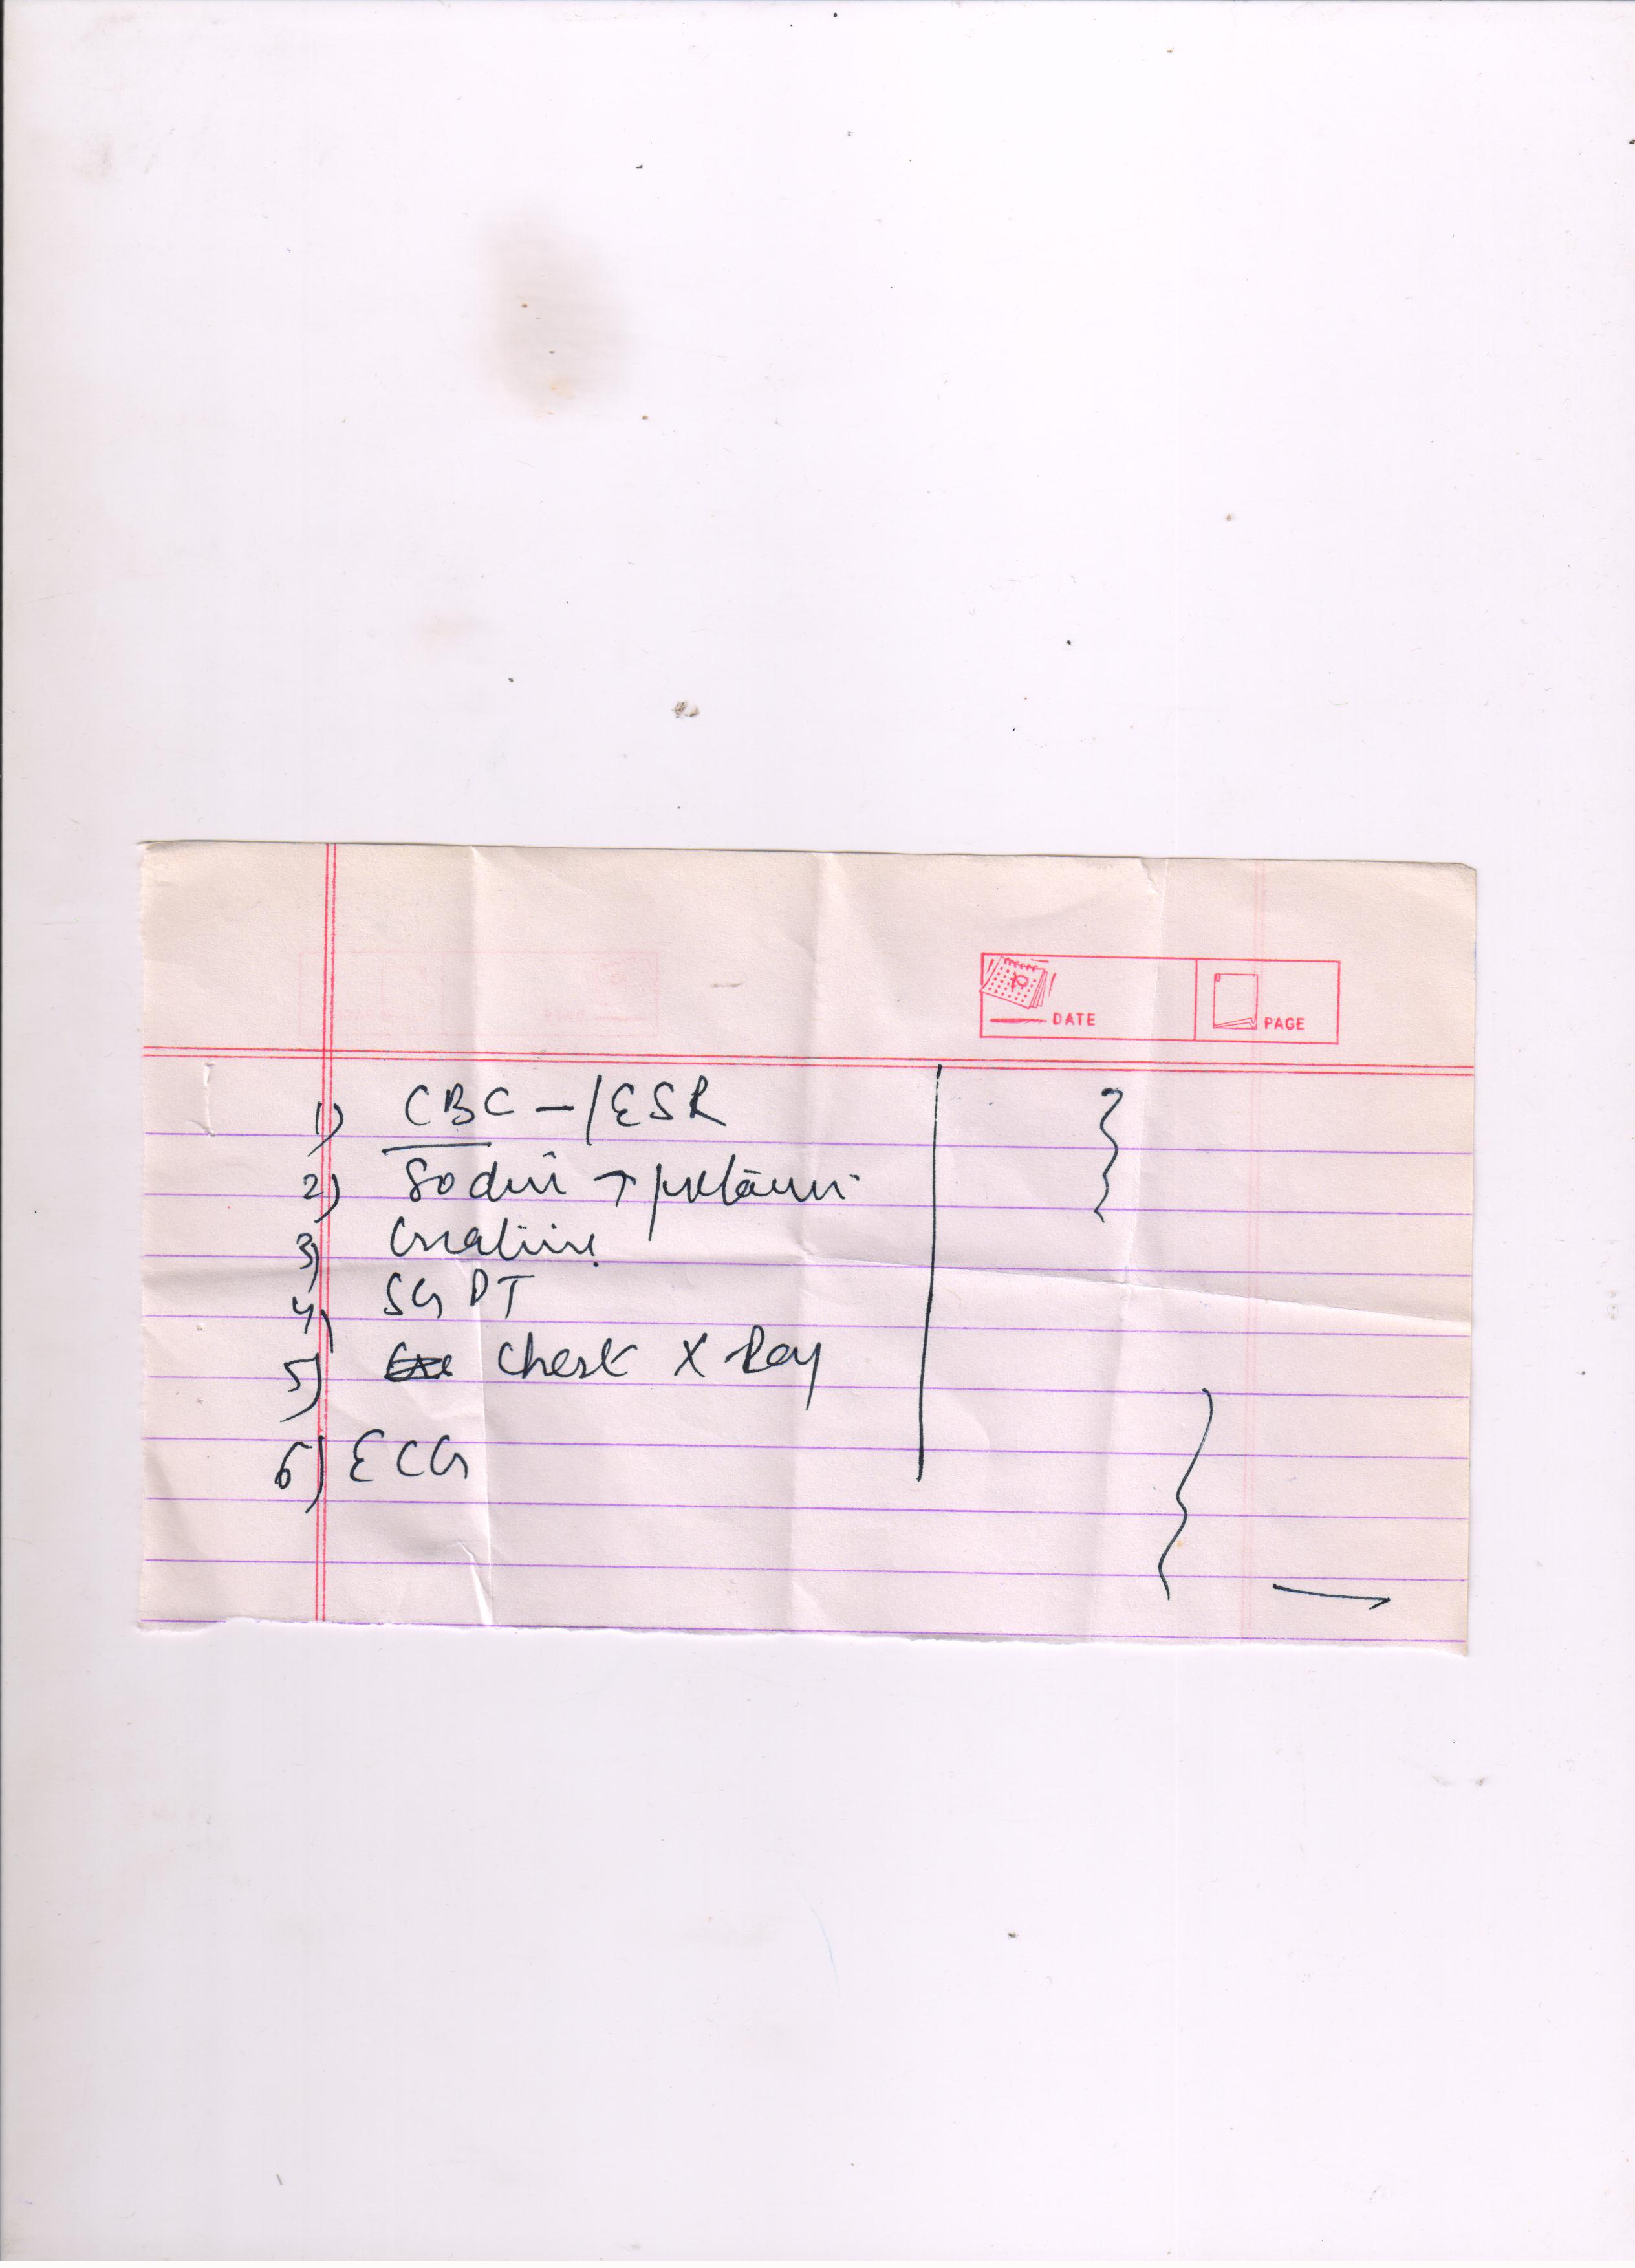 DATE PAGE
1) CBC - / ESR
2) Sodium → potassium
3) Creatinine
4) SGPT
5) Chest X Ray
6) ECG